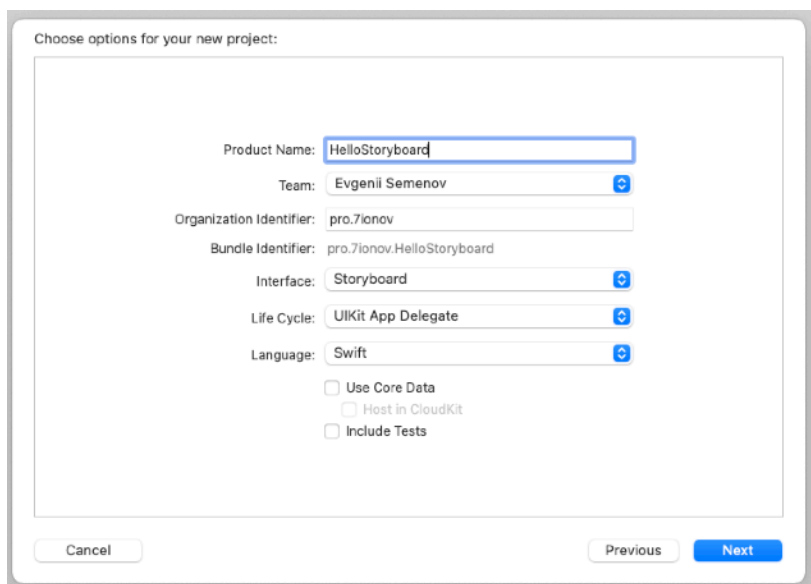 Choose options for your new project:
Product Name: HelloStoryboard
Team: Evgenii Semenov
Organization Identifier: pro.7ionov
Bundle Identifier: pro.7ionov.HelloStoryboard
Interface: Storyboard
Life Cycle: UIKit App Delegate
Language: Swift
Use Core Data
Host in CloudKit
Include Tests
Cancel Previous Next